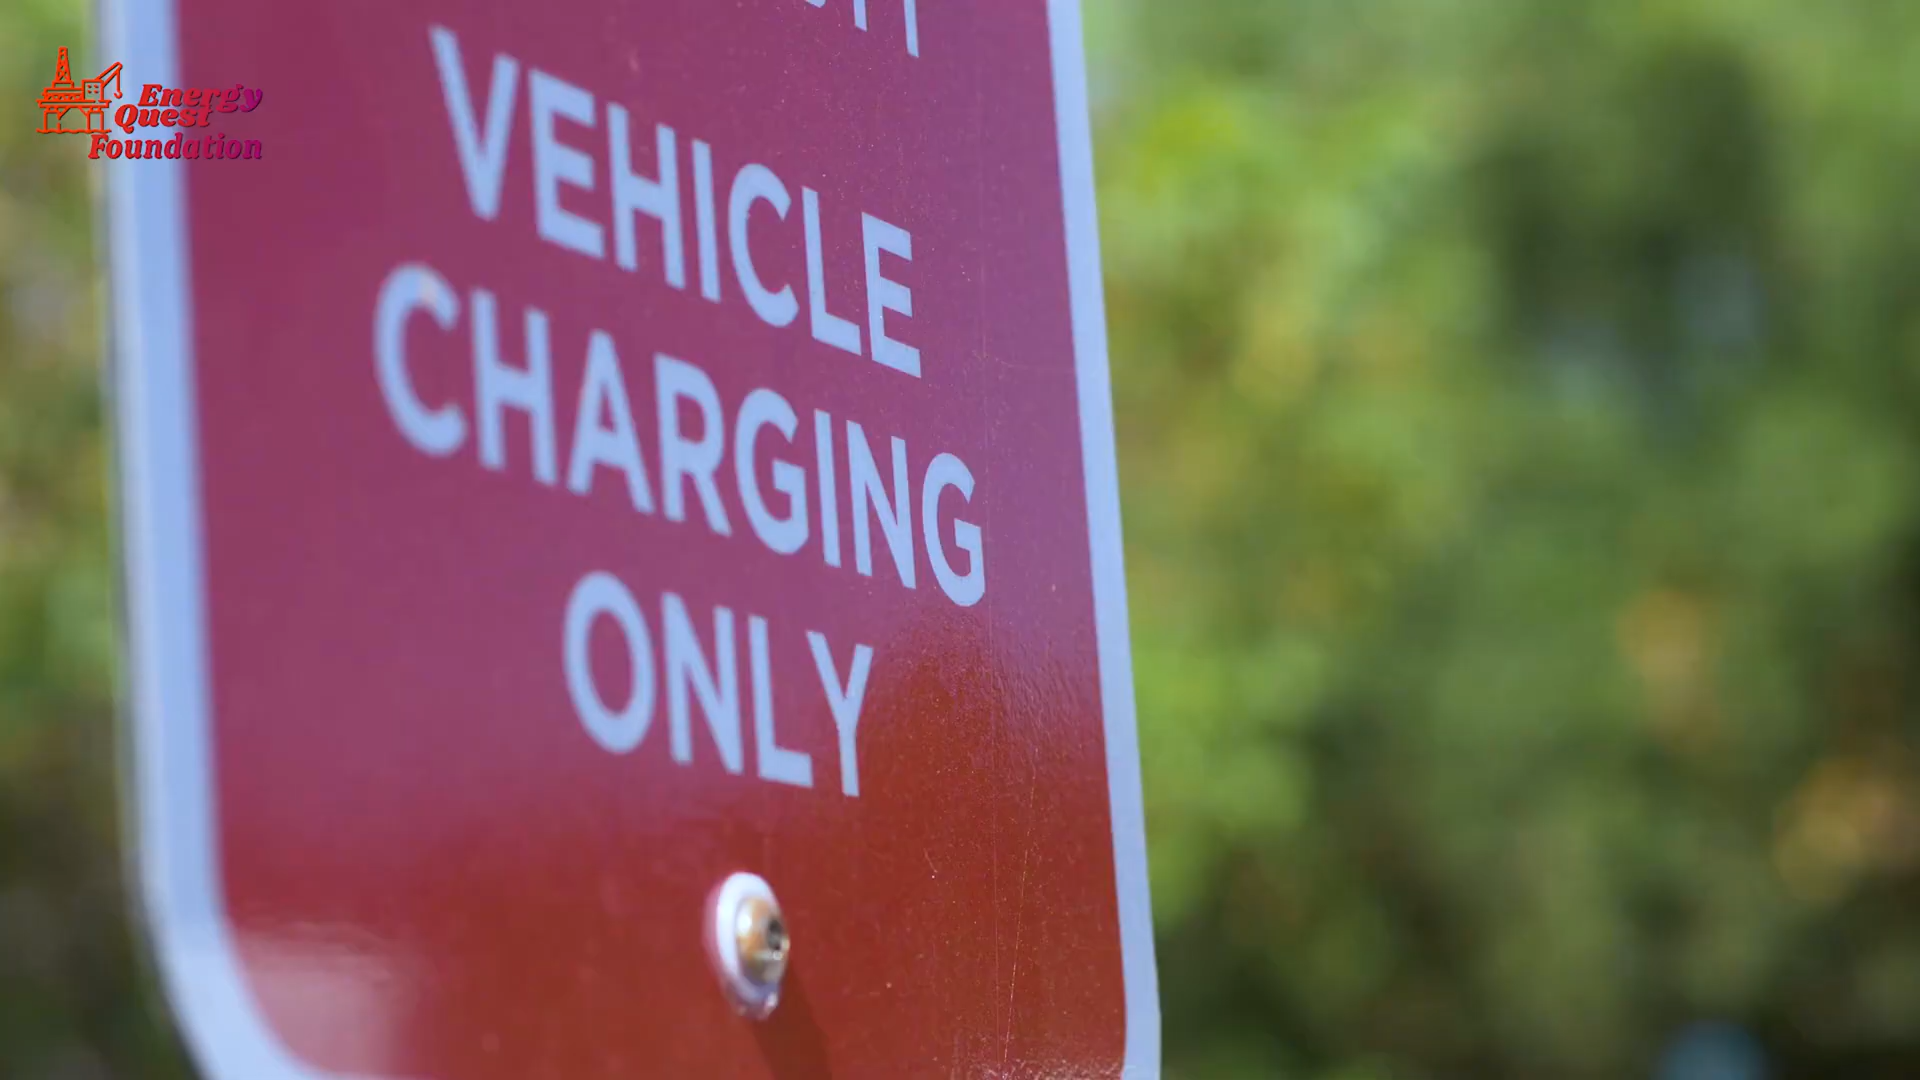 Energy
Quest
Foundation
VEHICLE
CHARGING
ONLY